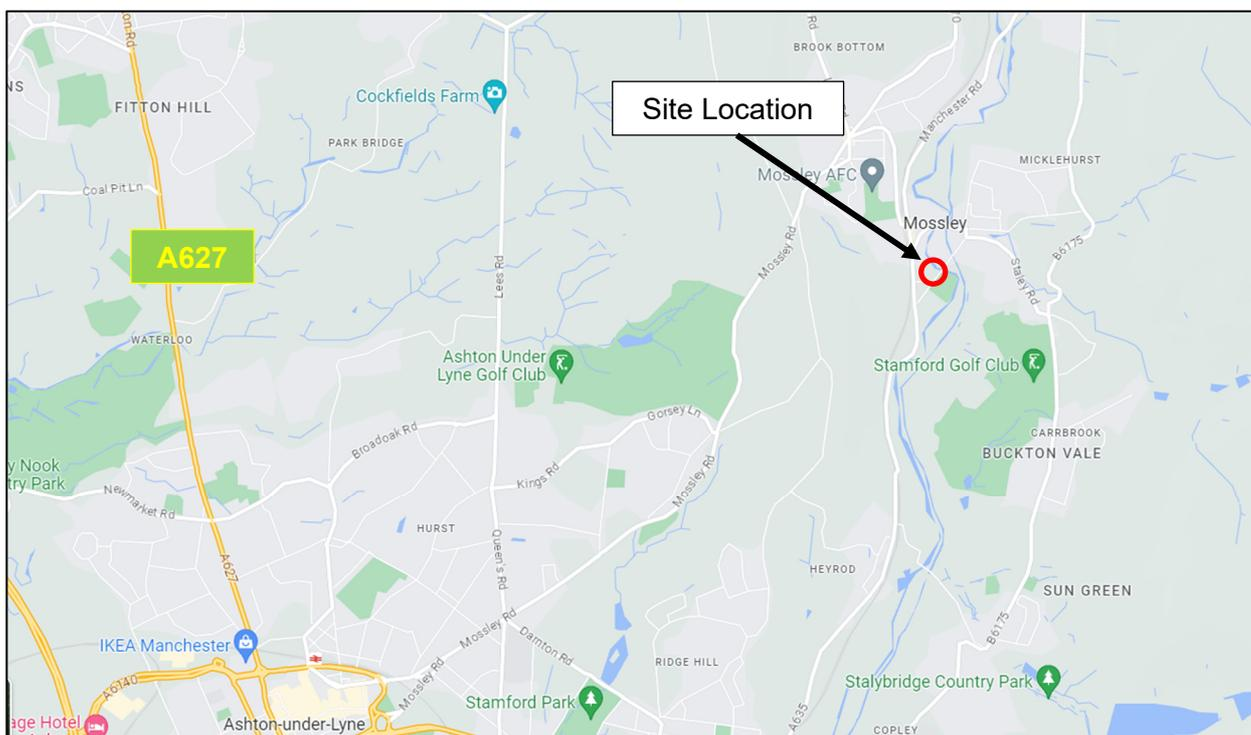 BROOK BOTTOM
Cockfields Farm
FITTON HILL
Site Location
Manchester Rd
PARK BRIDGE
MICKLEHURST
Mossley AFC
Coal Pit Ln
Mossley
A627
Mossley Rd
B6175
Lees Rd
Staley Rd
WATERLOO
Ashton Under
Lyne Golf Club
Stamford Golf Club
Gorsey Ln
Broadoak Rd
CARRBROOK
BUCKTON VALE
y Nook
try Park
Kings Rd
Mossley Rd
Newmarket Rd
HURST
Queen's Rd
A627
HEYROD
SUN GREEN
B6175
Mossley Rd
IKEA Manchester
Darnton Rd
RIDGE HILL
Mossley Rd
A6140
Stalybridge Country Park
Stamford Park
A635
age Hotel
Ashton-under-Lyne
COPLEY